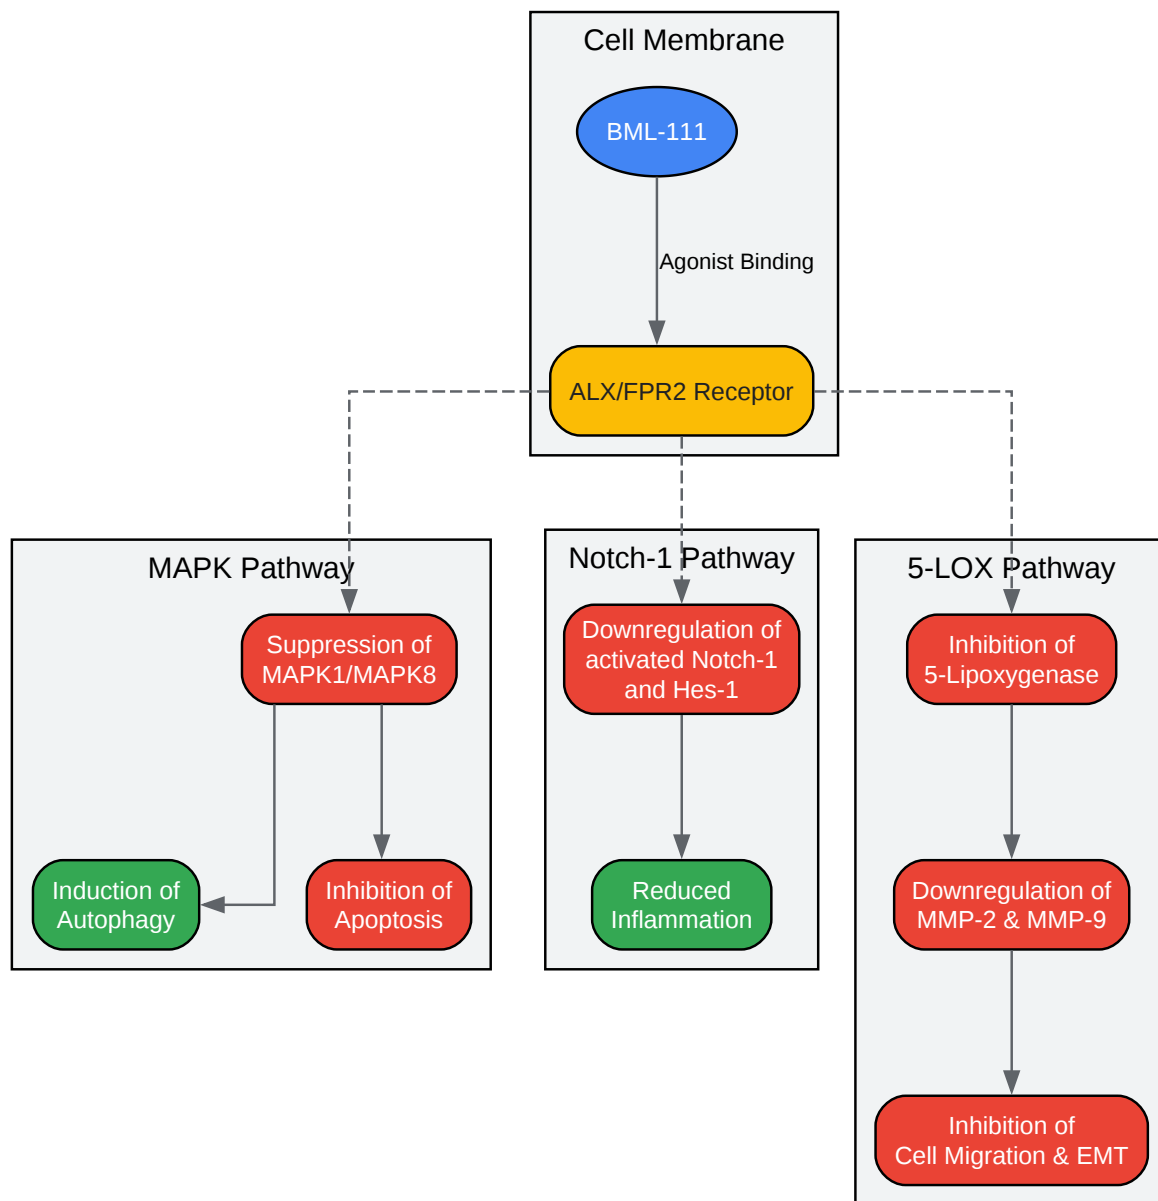 Cell Membrane
BML-111
Agonist Binding
ALX/FPR2 Receptor
MAPK Pathway
Suppression of
MAPK1/MAPK8
Induction of
Autophagy
Inhibition of
Apoptosis
Notch-1 Pathway
Downregulation of
activated Notch-1
and Hes-1
Reduced
Inflammation
5-LOX Pathway
Inhibition of
5-Lipoxygenase
Downregulation of
MMP-2 & MMP-9
Inhibition of
Cell Migration & EMT